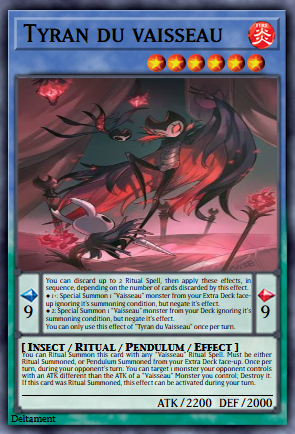 TYRAN DU VAISSEAU
FIRE
炎
You can discard up to 2 Ritual Spell, then apply these effects, in
sequence, depending on the number of cards discarded by this effect.
● 1+: Special Summon 1 "Vaisseau" monster from your Extra Deck face-
up ignoring it's summoning condition, but negate it's effect.
● 2: Special Summon 1 "Vaisseau" monster from your Deck ignoring it's
summoning condition, but negate it's effect.
You can only use this effect of "Tyran du Vaisseau" once per turn.
9
9
[ INSECT / RITUAL / PENDULUM / EFFECT ]
You can Ritual Summon this card with any "Vaisseau" Ritual Spell. Must be either
Ritual Summoned, or Pendulum Summoned from your Extra Deck face-up. Once per
turn, during your opponent's turn. You can target 1 monster your opponent controls
with ATK different than the ATK of a "Vaisseau" Monster you control; Destroy it.
If this card was Ritual Summoned, this effect can be activated during your turn.
ATK / 2200 DEF / 2000
Deltament